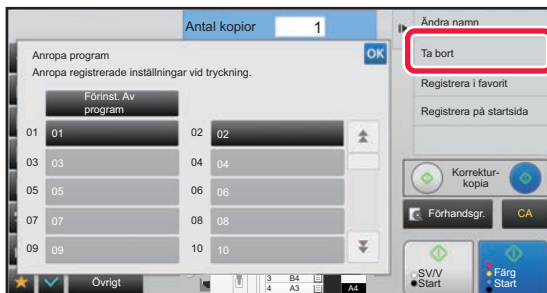 Antal kopior 1
Ändra namn
Ta bort
Registrera i favorit
Registrera på startsida
Anropa program
OK
Anropa registrerade inställningar vid tryckning.
Förinst. Av
program
01 01
02 02
03 03
04 04
05 05
06 06
07 07
08 08
09 09
10 10
Korrektur-
kopia
Förhandsgr.
CA
SV/V
Start
Färg
Start
Övrigt
3 B4
4 A3
A4